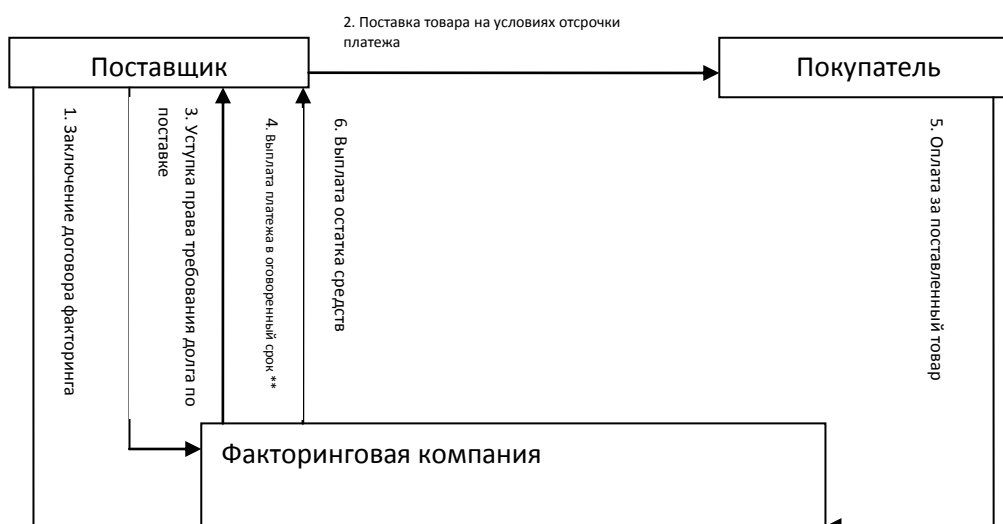 2. Поставка товара на условиях отсрочки
платежа
Поставщик
Покупатель
1. Заключение договора факторинга
3. Уступка права требования долга по
поставке
4. Выплата платежа в оговоренный срок **
6. Выплата остатка средств
5. Оплата за поставленный товар
Факторинговая компания